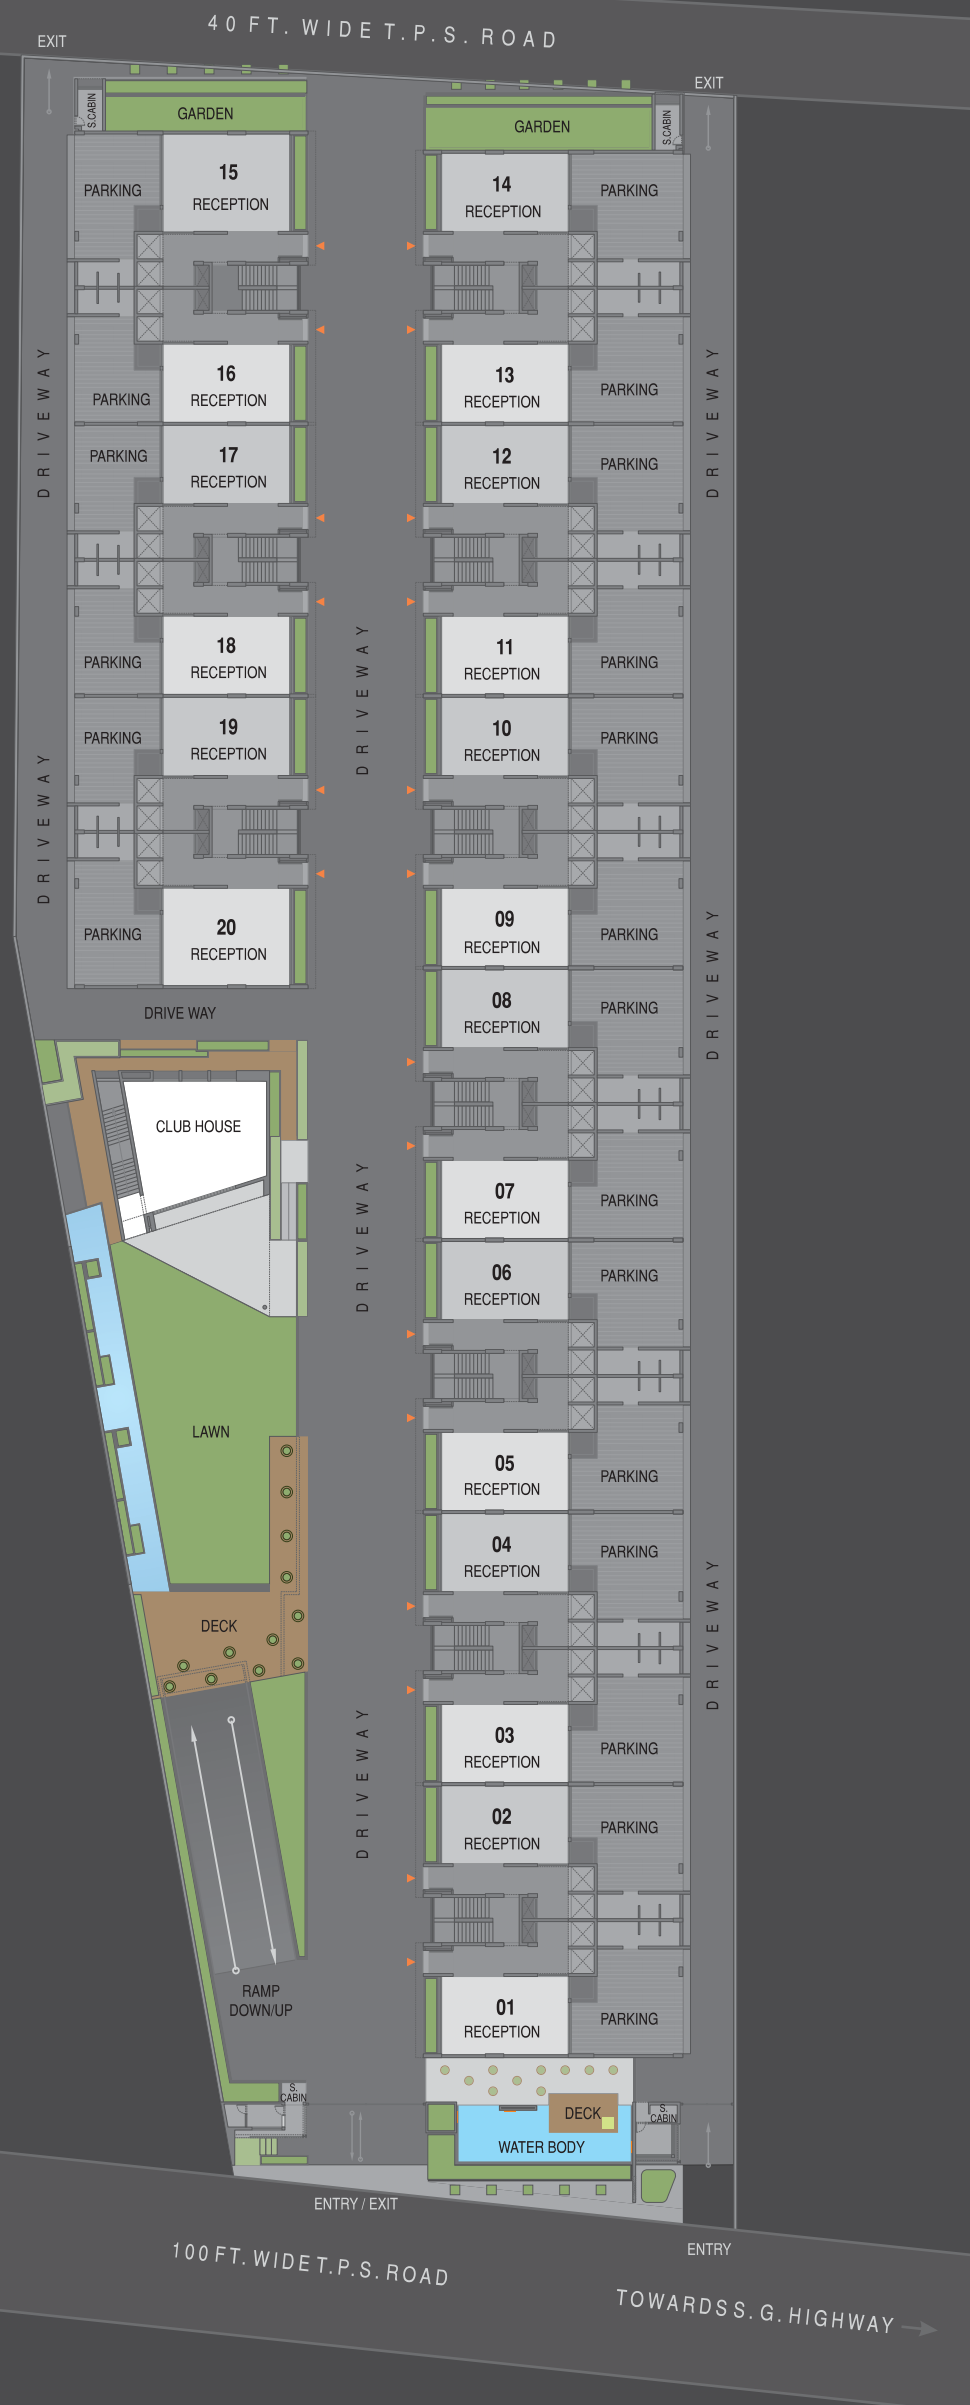 40 FT. WIDE T.P.S. ROAD
EXIT
EXIT
S.CABIN
GARDEN
GARDEN
S.CABIN
PARKING
15
RECEPTION
14
RECEPTION
PARKING
DRIVEWAY
PARKING
16
RECEPTION
13
RECEPTION
PARKING
DRIVEWAY
PARKING
17
RECEPTION
12
RECEPTION
PARKING
DRIVEWAY
PARKING
18
RECEPTION
11
RECEPTION
PARKING
PARKING
19
RECEPTION
10
RECEPTION
PARKING
DRIVEWAY
PARKING
20
RECEPTION
09
RECEPTION
PARKING
DRIVEWAY
DRIVE WAY
08
RECEPTION
PARKING
CLUB HOUSE
DRIVEWAY
07
RECEPTION
PARKING
06
RECEPTION
PARKING
LAWN
05
RECEPTION
PARKING
04
RECEPTION
PARKING
DRIVEWAY
DECK
03
RECEPTION
PARKING
DRIVEWAY
02
RECEPTION
PARKING
RAMP
DOWN/UP
01
RECEPTION
PARKING
S.
CABIN
DECK
S.
CABIN
WATER BODY
ENTRY / EXIT
ENTRY
100 FT. WIDE T.P.S. ROAD
TOWARDS S. G. HIGHWAY